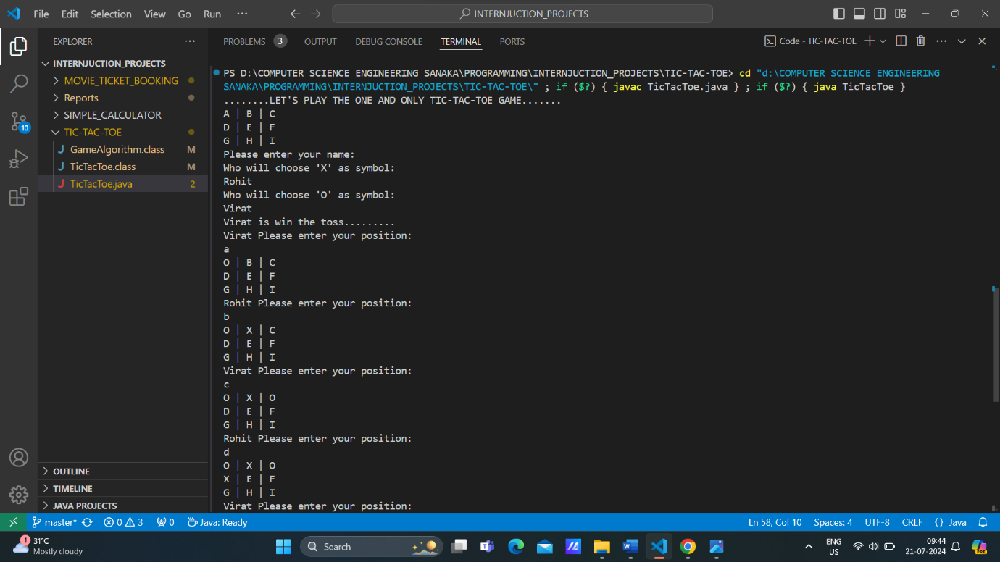 File Edit Selection View Go Run ··· INTERNJUCTION_PROJECTS
EXPLORER ···
INTERNJUCTION_PROJECTS
MOVIE_TICKET_BOOKING
Reports
SIMPLE_CALCULATOR
TIC-TAC-TOE
J GameAlgorithm.class M
J TicTacToe.class M
J TicTacToe.java 2
10
OUTLINE
TIMELINE
JAVA PROJECTS
PROBLEMS 3 OUTPUT DEBUG CONSOLE TERMINAL PORTS Code - TIC-TAC-TOE
PS D:\COMPUTER SCIENCE ENGINEERING SANAKA\PROGRAMMING\INTERNJUCTION_PROJECTS\TIC-TAC-TOE> cd "d:\COMPUTER SCIENCE ENGINEERING
SANAKA\PROGRAMMING\INTERNJUCTION_PROJECTS\TIC-TAC-TOE\" ; if ($?) { javac TicTacToe.java } ; if ($?) { java TicTacToe }
........LET'S PLAY THE ONE AND ONLY TIC-TAC-TOE GAME.......
A | B | C
D | E | F
G | H | I
Please enter your name:
Who will choose 'X' as symbol:
Rohit
Who will choose 'O' as symbol:
Virat
Virat is win the toss.........
Virat Please enter your position:
a
O | B | C
D | E | F
G | H | I
Rohit Please enter your position:
b
O | X | C
D | E | F
G | H | I
Virat Please enter your position:
c
O | X | O
D | E | F
G | H | I
Rohit Please enter your position:
d
O | X | O
X | E | F
G | H | I
Virat Please enter your position:
master* 0 3 0 Java: Ready Ln 58, Col 10 Spaces: 4 UTF-8 CRLF {} Java
1 31°C
Mostly cloudy
Search
ENG
US
09:44
21-07-2024
PRE